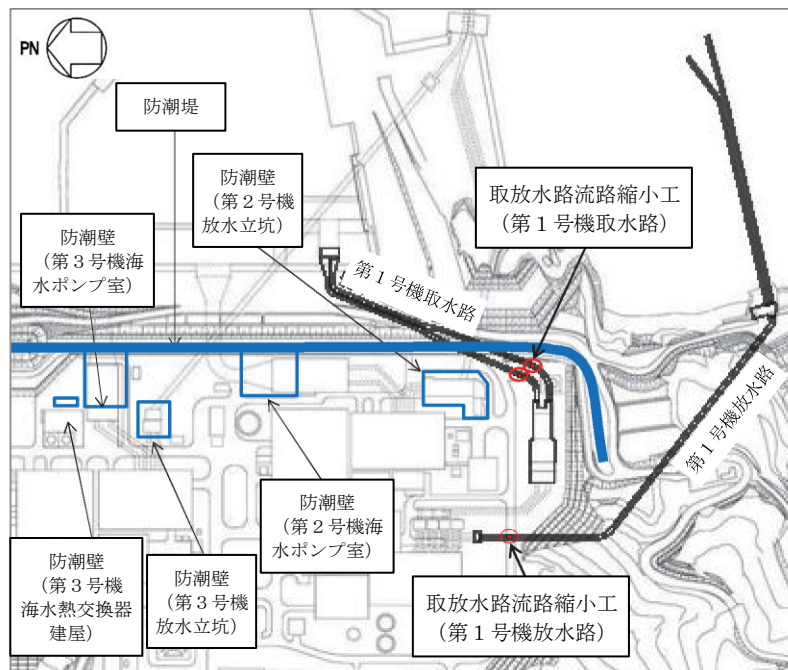 PN
防潮堤
防潮壁
（第２号機
放水立坑）
取放水路流路縮小工
（第１号機取水路）
防潮壁
（第３号機海
水ポンプ室）
第１号機取水路
第１号機放水路
防潮壁
（第２号機海
水ポンプ室）
防潮壁
（第３号機
海水熱交換器
建屋）
防潮壁
（第３号機
放水立坑）
取放水路流路縮小工
（第１号機放水路）